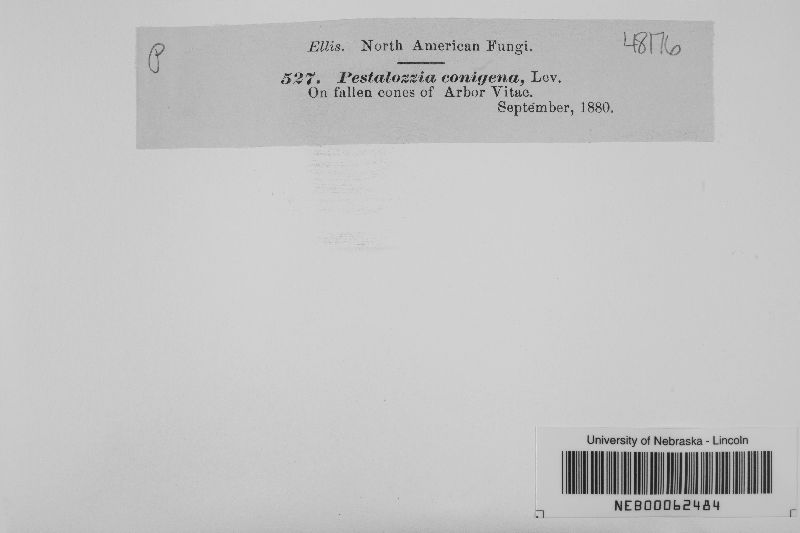 P
Ellis. North American Fungi.
48176
527. Pestalozzia conigena, Lev.
On fallen cones of Arbor Vitae.
September, 1880.
University of Nebraska - Lincoln
NEB00062484